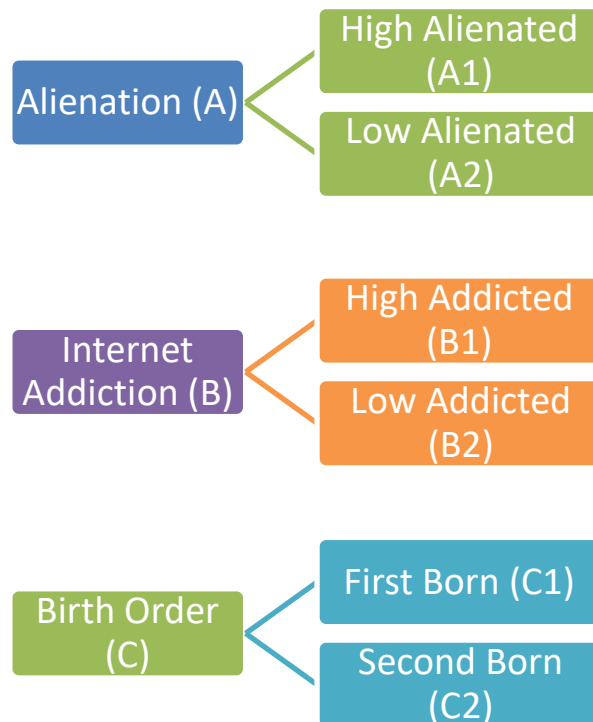 Alienation (A)
High Alienated
(A1)
Low Alienated
(A2)
Internet
Addiction (B)
High Addicted
(B1)
Low Addicted
(B2)
Birth Order
(C)
First Born (C1)
Second Born
(C2)